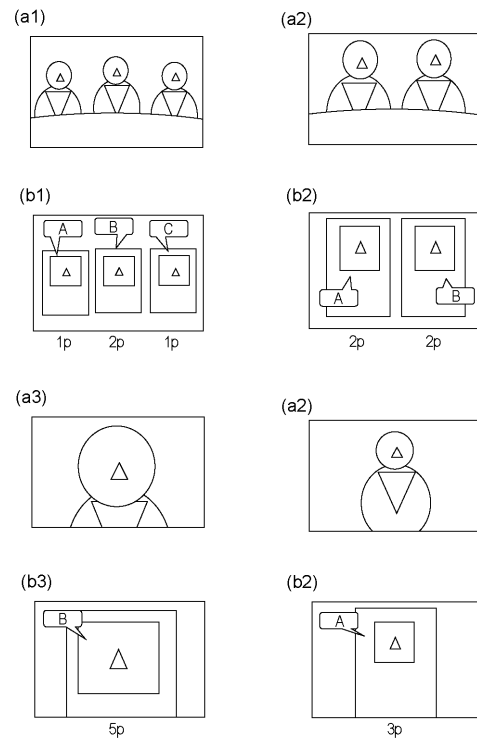 (a1) (a2)
(b1) (b2)
A B C
A B
1p 2p 1p 2p 2p
(a3) (a2)
(b3) (b2)
B A
5p 3p